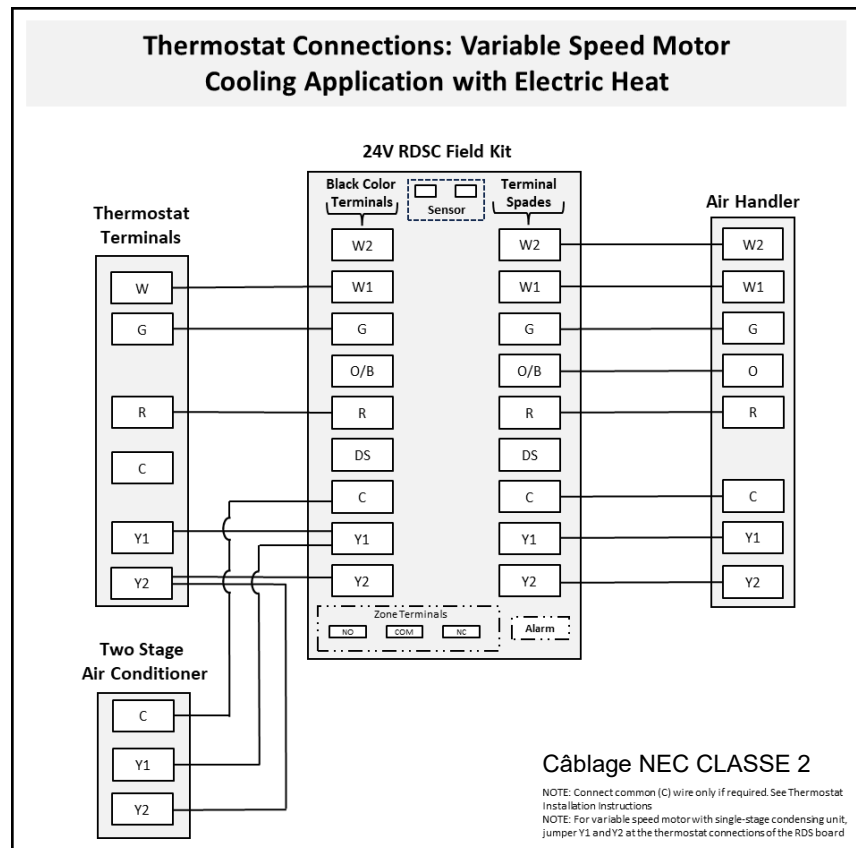 Thermostat Connections: Variable Speed Motor
Cooling Application with Electric Heat
24V RDSC Field Kit
Black Color
Terminals
Sensor
Terminal
Spades
Thermostat
Terminals
Air Handler
W
G
R
C
Y1
Y2
W2
W1
G
O/B
R
DS
C
Y1
Y2
W2
W1
G
O/B
R
DS
C
Y1
Y2
W2
W1
G
O
R
C
Y1
Y2
Zone Terminals
NO
COM
NC
Alarm
Two Stage
Air Conditioner
C
Y1
Y2
Câblage NEC CLASSE 2
NOTE: Connect common (C) wire only if required. See Thermostat
Installation Instructions
NOTE: For variable speed motor with single-stage condensing unit,
jumper Y1 and Y2 at the thermostat connections of the RDS board